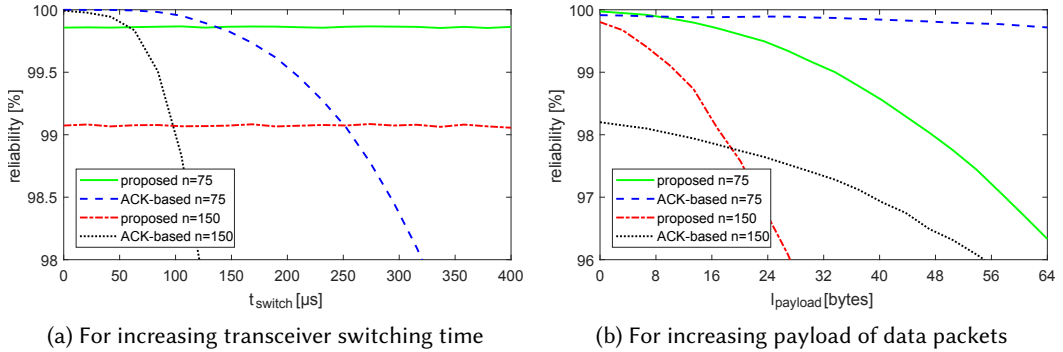 100
99.5
99
98.5
98
reliability [%]
0
50
100
150
200
250
300
350
400
t_switch [µs]
proposed n=75
ACK-based n=75
proposed n=150
ACK-based n=150
(a) For increasing transceiver switching time
100
99
98
97
96
reliability [%]
0
8
16
24
32
40
48
56
64
l_payload [bytes]
proposed n=75
ACK-based n=75
proposed n=150
ACK-based n=150
(b) For increasing payload of data packets